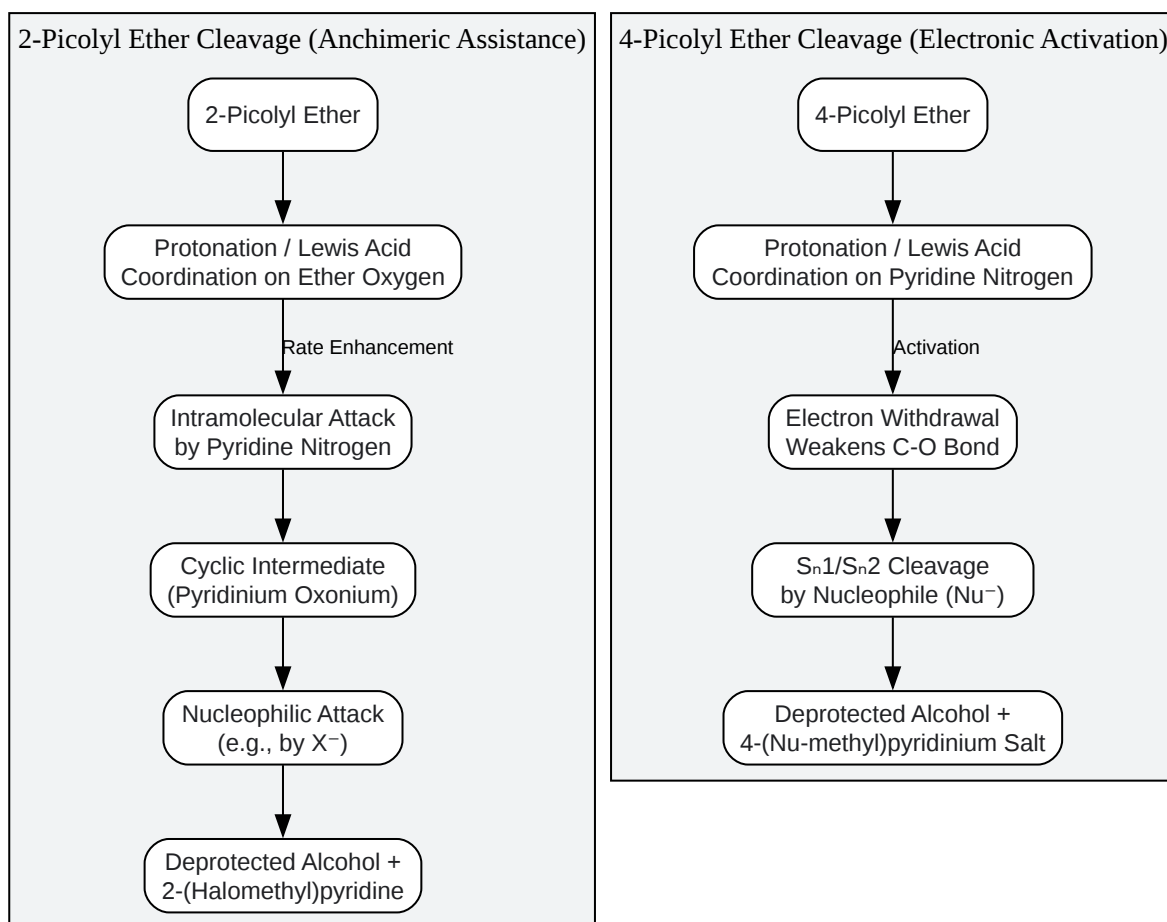 2-Picolyl Ether Cleavage (Anchimeric Assistance)
2-Picolyl Ether
Protonation / Lewis Acid
Coordination on Ether Oxygen
Rate Enhancement
Intramolecular Attack
by Pyridine Nitrogen
Cyclic Intermediate
(Pyridinium Oxonium)
Nucleophilic Attack
(e.g., by X⁻)
Deprotected Alcohol +
2-(Halomethyl)pyridine
4-Picolyl Ether Cleavage (Electronic Activation)
4-Picolyl Ether
Protonation / Lewis Acid
Coordination on Pyridine Nitrogen
Activation
Electron Withdrawal
Weakens C-O Bond
Sₙ1/Sₙ2 Cleavage
by Nucleophile (Nu⁻)
Deprotected Alcohol +
4-(Nu-methyl)pyridinium Salt